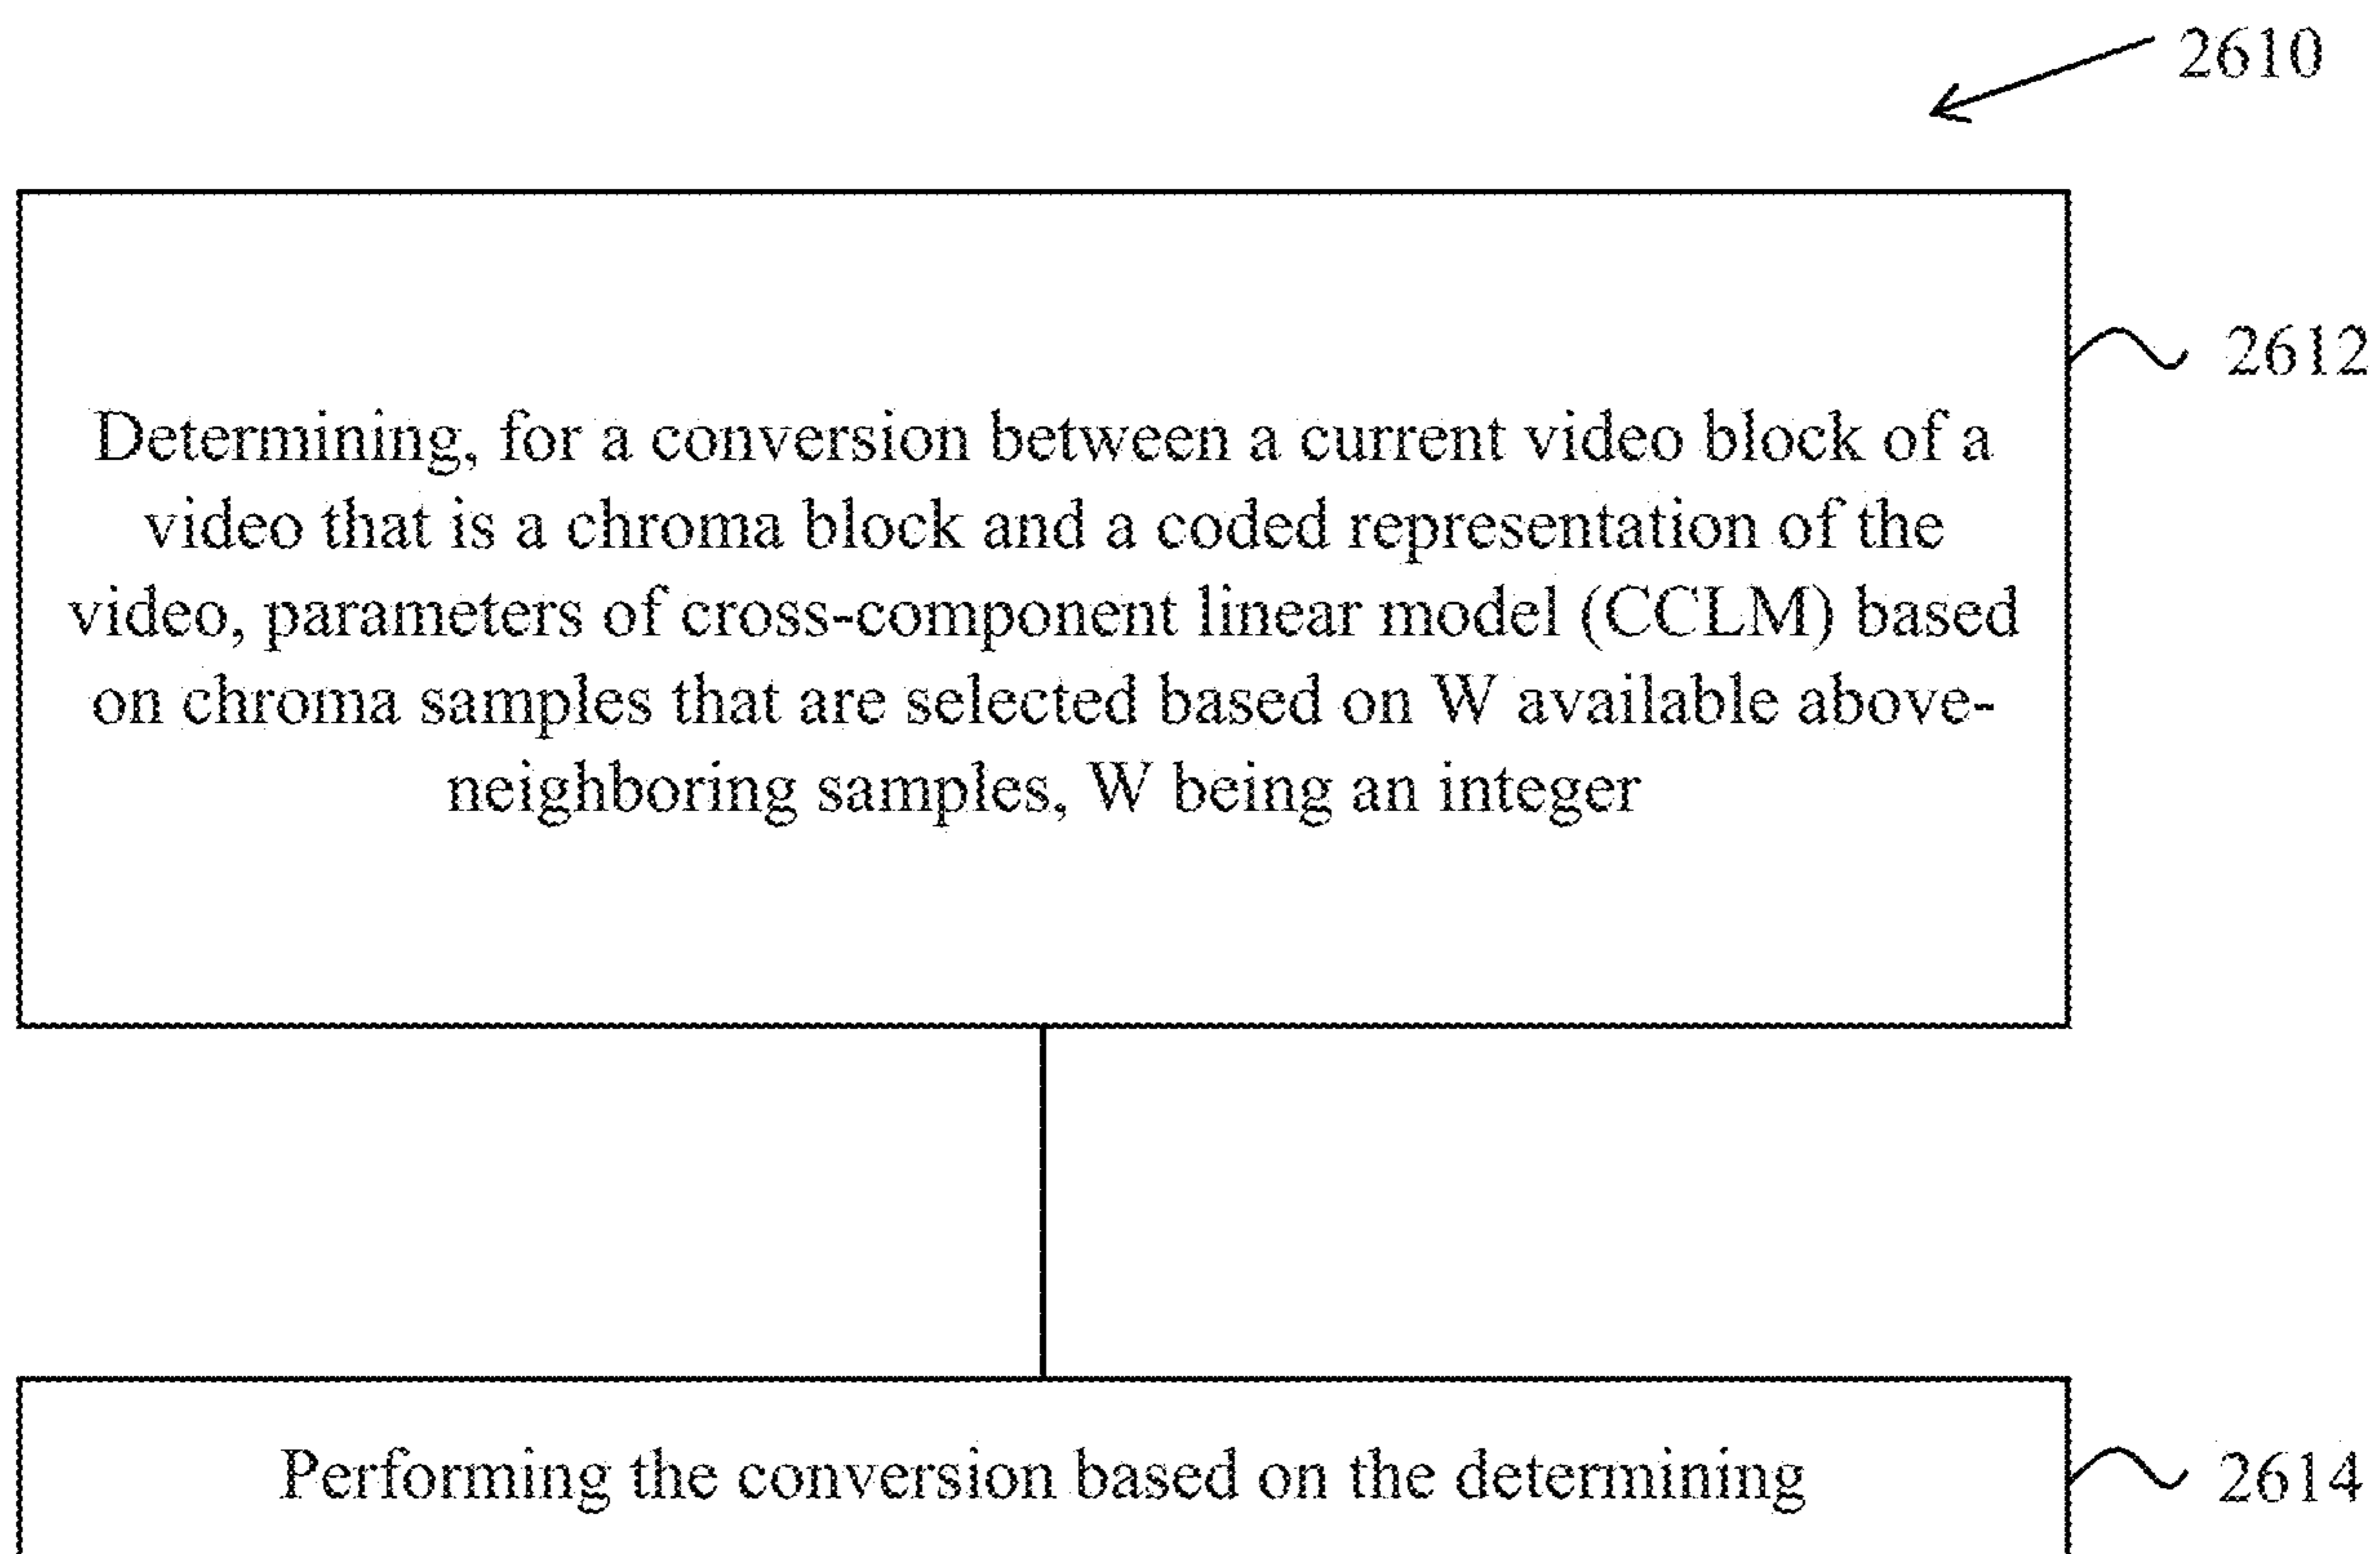 2610
2612
Determining, for a conversion between a current video block of a
video that is a chroma block and a coded representation of the
video, parameters of cross-component linear model (CCLM) based
on chroma samples that are selected based on W available above-
neighboring samples, W being an integer
Performing the conversion based on the determining
2614